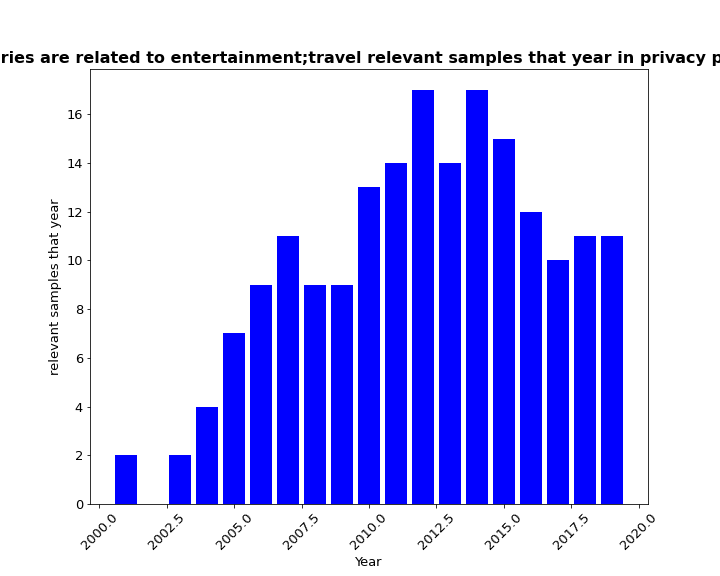 ries are related to entertainment;travel relevant samples that year in privacy p
relevant samples that year
16
14
12
10
8
6
4
2
0
2000.0 2002.5 2005.0 2007.5 2010.0 2012.5 2015.0 2017.5 2020.0
Year